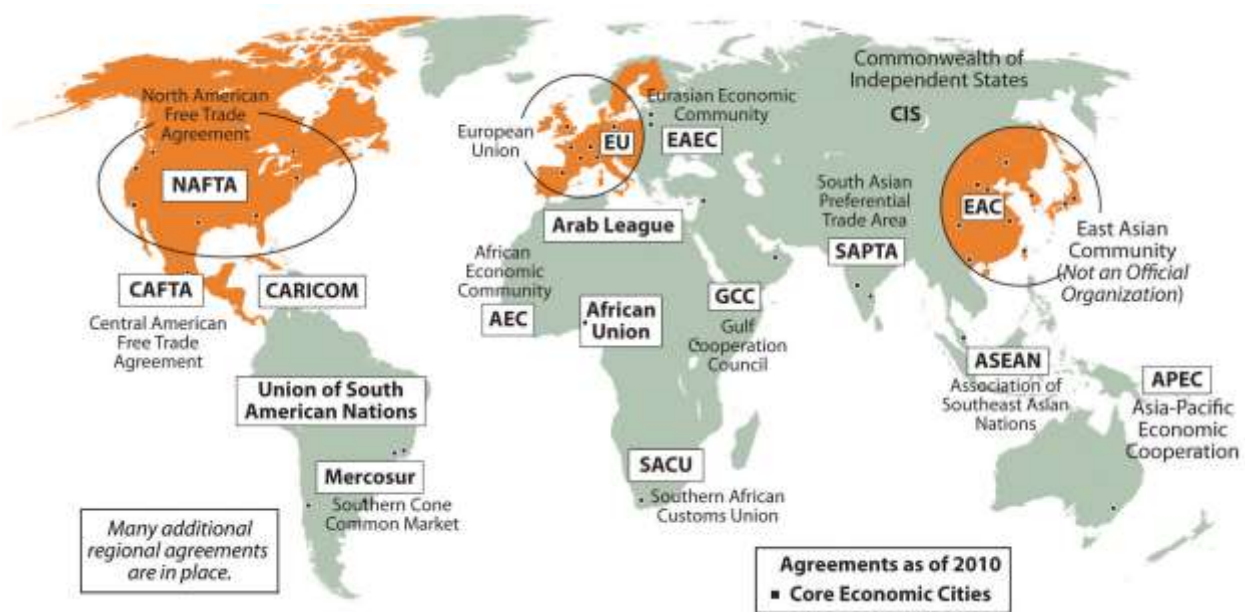 North American
Free Trade
Agreement
NAFTA
CAFTA
Central American
Free Trade
Agreement
CARICOM
Union of South
American Nations
Mercosur
Southern Cone
Common Market
Many additional
regional agreements
are in place.
European
Union
EU
Eurasian Economic
Community
EAEC
Commonwealth of
Independent States
CIS
Arab League
African
Economic
Community
AEC
African
Union
GCC
Gulf
Cooperation
Council
South Asian
Preferential
Trade Area
SAPTA
EAC
East Asian
Community
(Not an Official
Organization)
ASEAN
Association of
Southeast Asian
Nations
APEC
Asia-Pacific
Economic
Cooperation
SACU
Southern African
Customs Union
Agreements as of 2010
Core Economic Cities